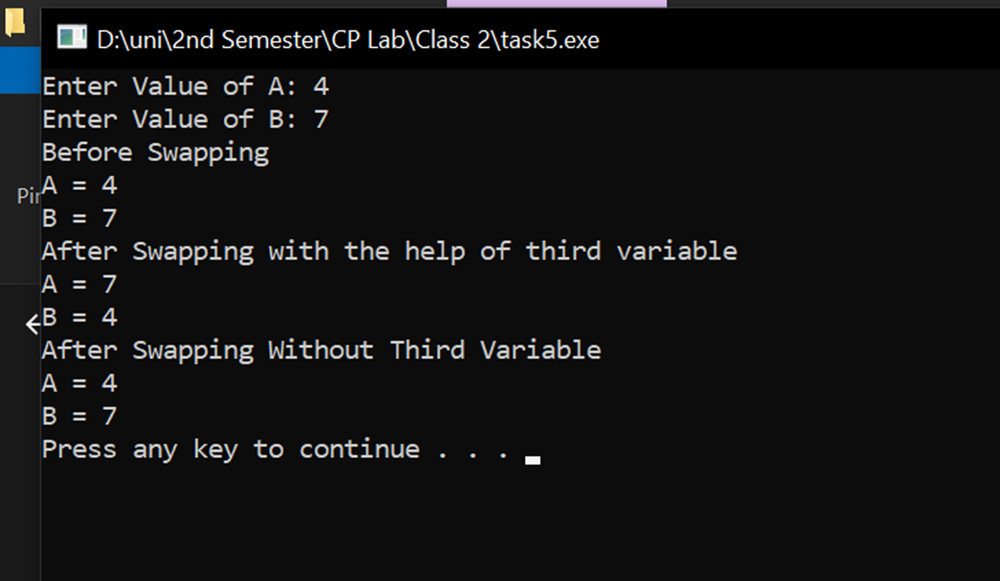 D:\uni\2nd Semester\CP Lab\Class 2\task5.exe
Enter Value of A: 4
Enter Value of B: 7
Before Swapping
A = 4
B = 7
After Swapping with the help of third variable
A = 7
B = 4
After Swapping Without Third Variable
A = 4
B = 7
Press any key to continue . . .